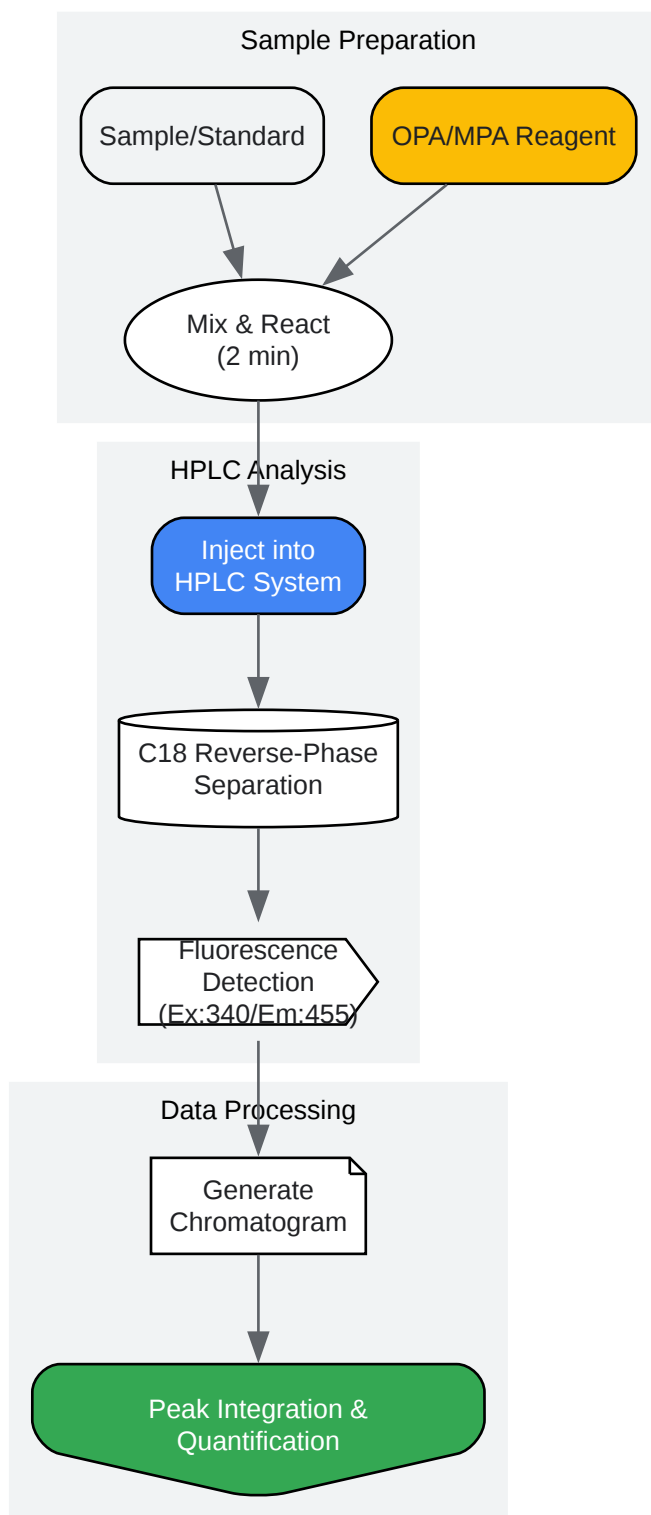 Sample Preparation
Sample/Standard
OPA/MPA Reagent
Mix & React
(2 min)
HPLC Analysis
Inject into
HPLC System
C18 Reverse-Phase
Separation
Fluorescence
Detection
(Ex:340/Em:455)
Data Processing
Generate
Chromatogram
Peak Integration &
Quantification